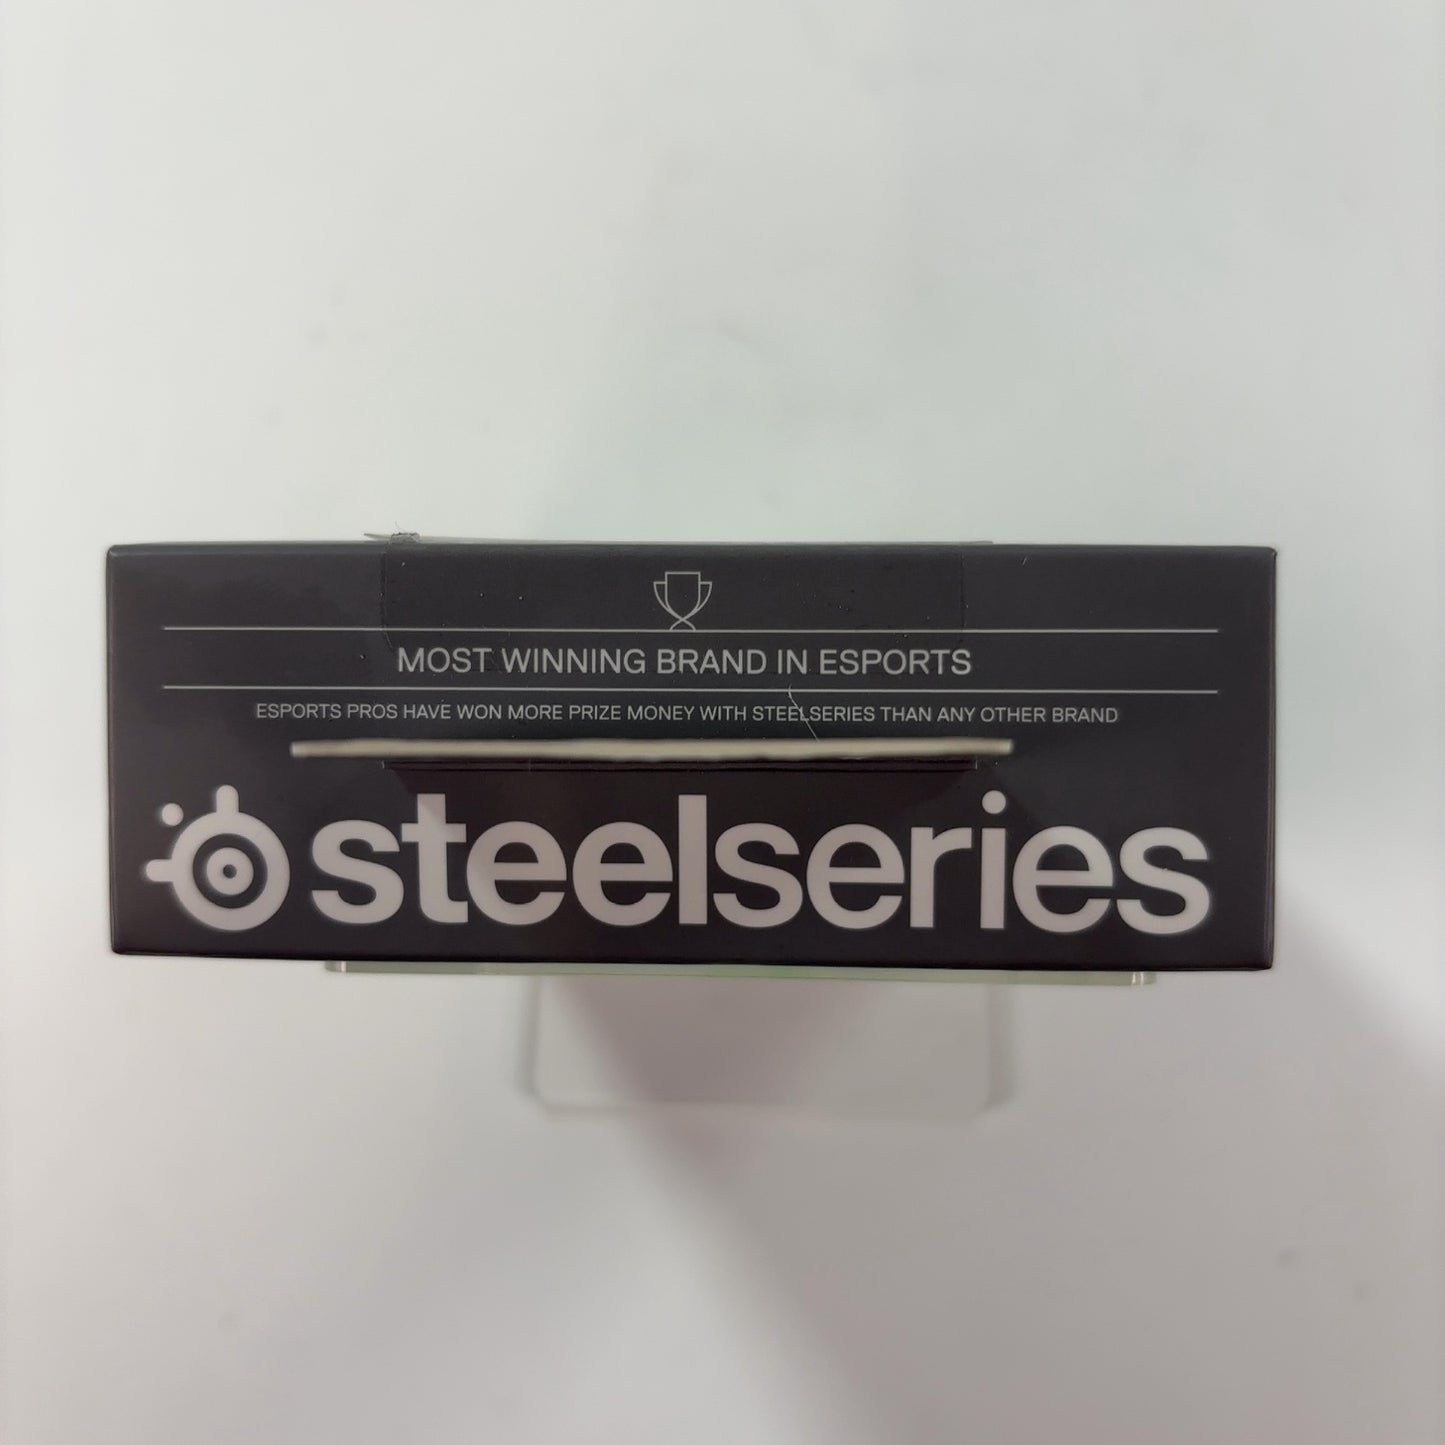 MOST WINNING BRAND IN ESPORTS
ESPORTS PROS HAVE WON MORE PRIZE MONEY WITH STEELSERIES THAN ANY OTHER BRAND
steelseries